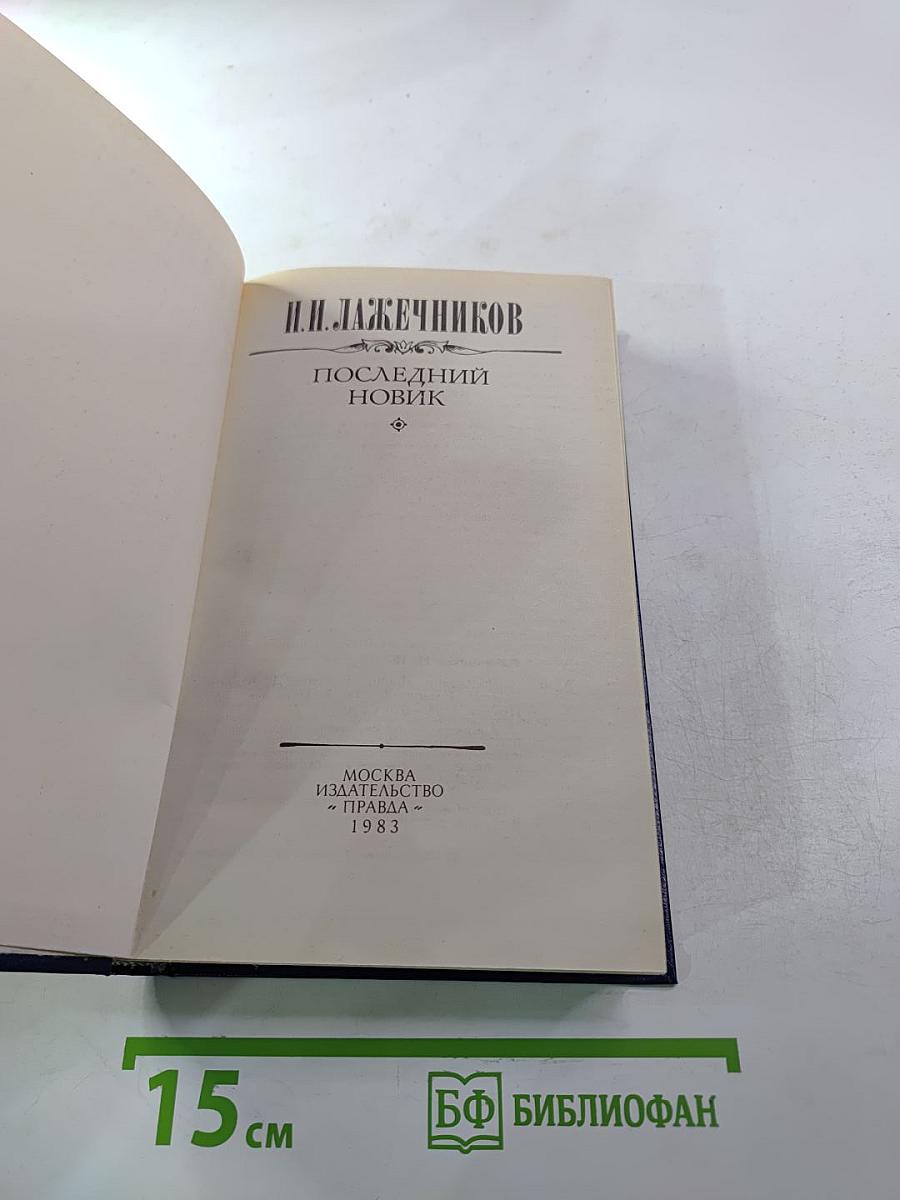 И.И. ЛАЖЕЧНИКОВ
ПОСЛЕДНИЙ
НОВИК
МОСКВА
ИЗДАТЕЛЬСТВО
„ ПРАВДА “
1983
15 см
БФ БИБЛИОФАН